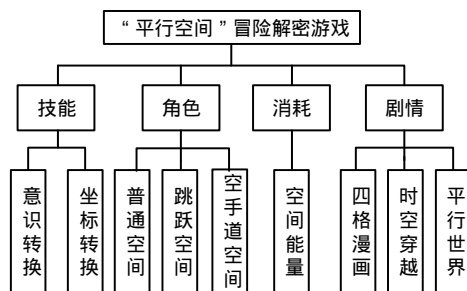 “平行空间”冒险解密游戏
技能
角色
消耗
剧情
意识转换
坐标转换
普通空间
跳跃空间
空手道空间
空间能量
四格漫画
时空穿越
平行世界